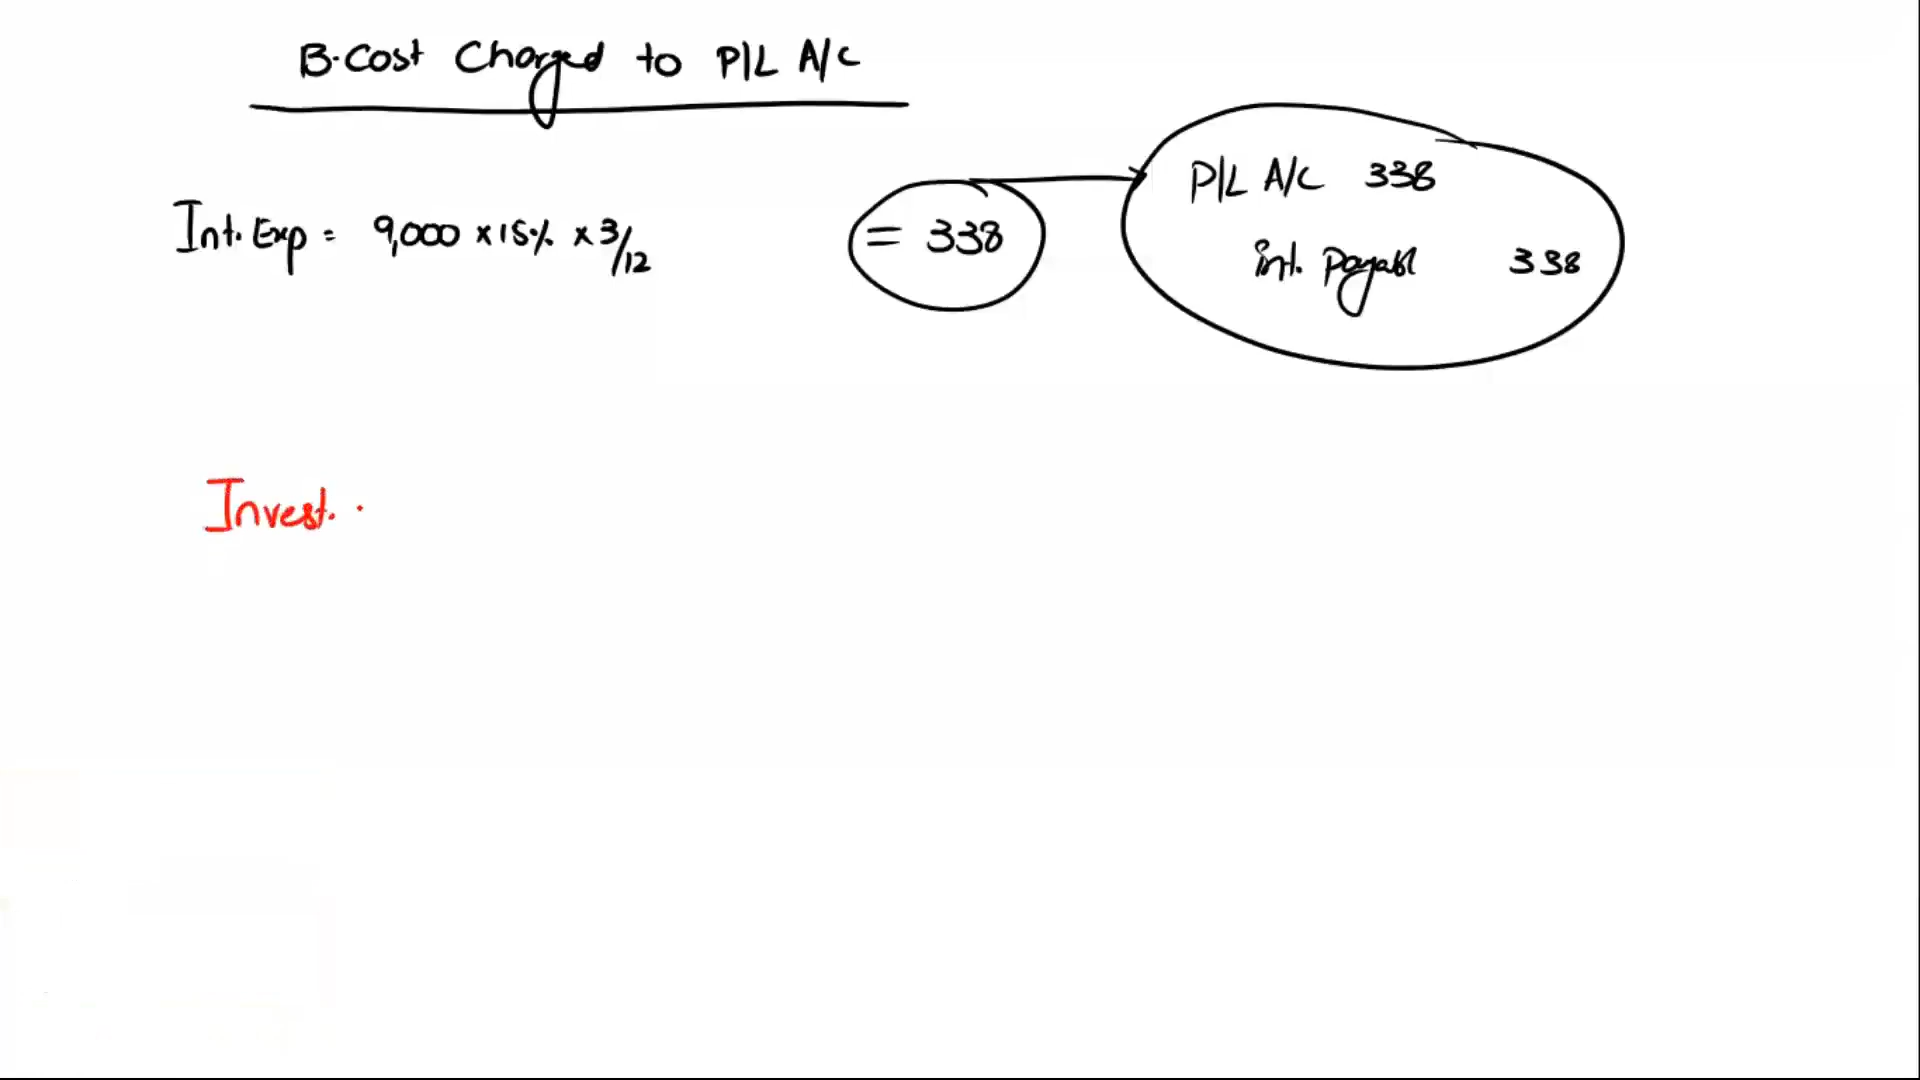 B.Cost Charged to P/L A/C
Int. Exp = 9,000 × 15% × 3/12 = 338
P/L A/C 338
int. Payabl 338
Invest. .